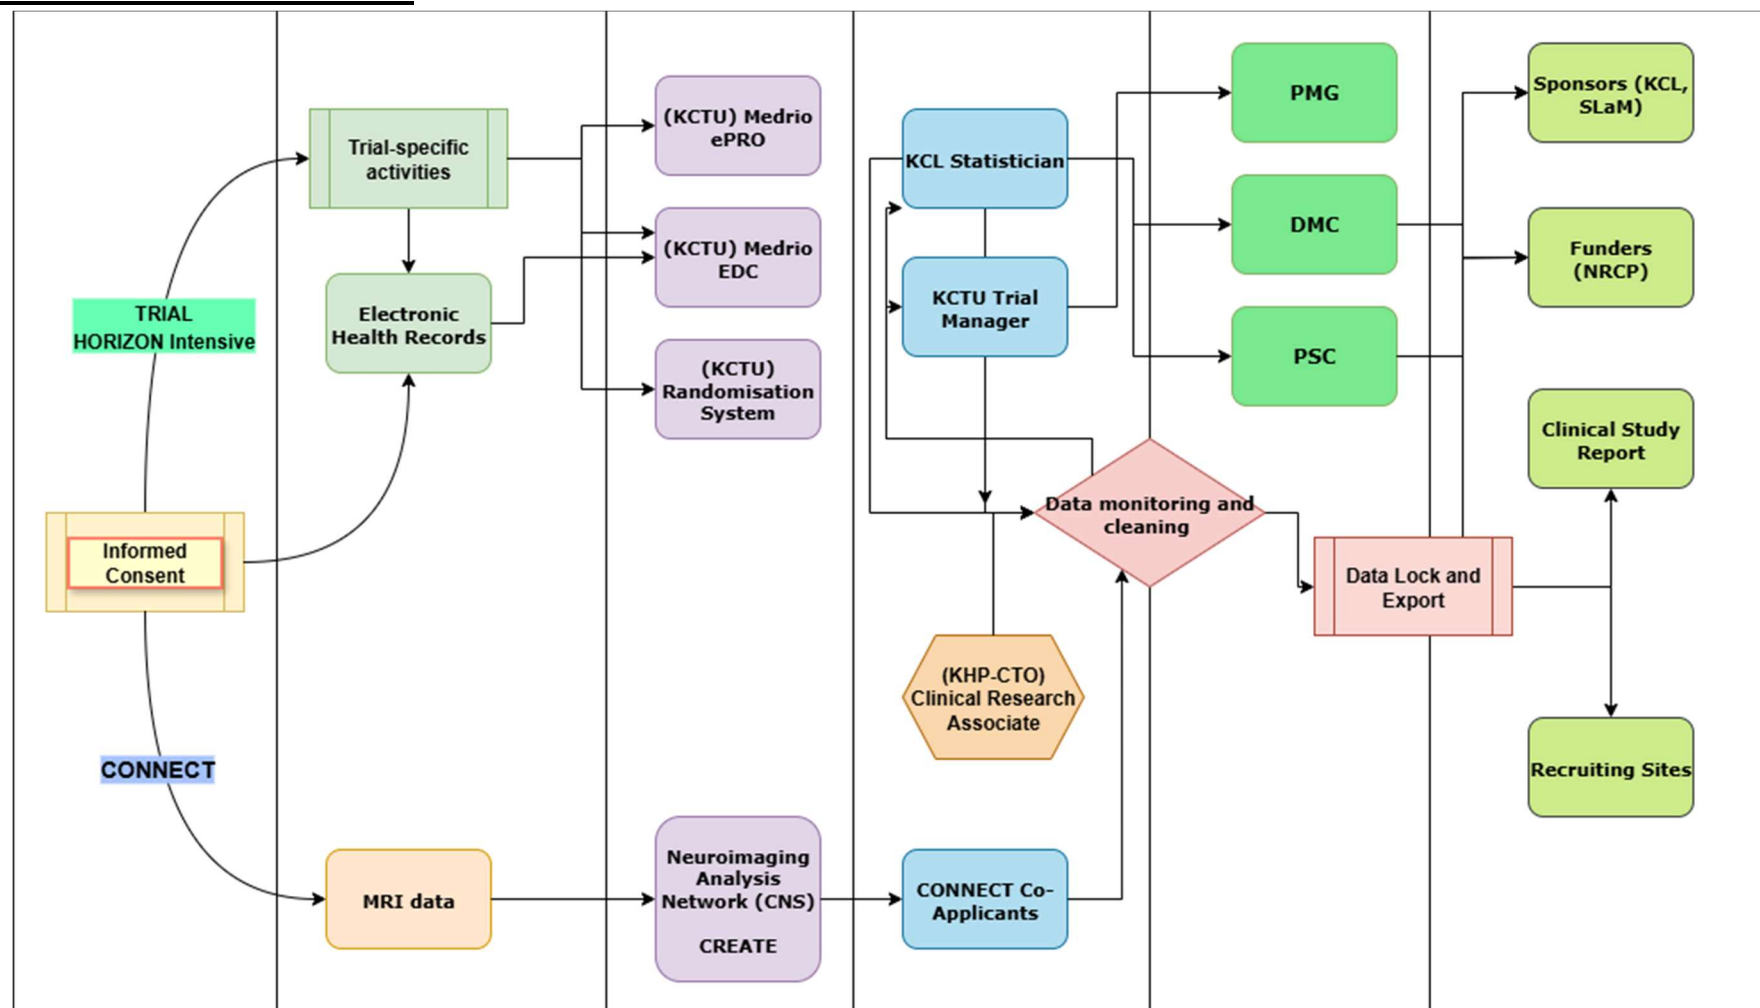 TRIAL
HORIZON Intensive
Informed
Consent
CONNECT
Trial-specific
activities
Electronic
Health Records
MRI data
(KCTU) Medrio
ePRO
(KCTU) Medrio
EDC
(KCTU)
Randomisation
System
Neuroimaging
Analysis
Network (CNS)
CREATE
KCL Statistician
KCTU Trial
Manager
Data monitoring and
cleaning
(KHP-CTO)
Clinical Research
Associate
CONNECT Co-
Applicants
PMG
DMC
PSC
Data Lock and
Export
Sponsors (KCL,
SLaM)
Funders
(NRCP)
Clinical Study
Report
Recruiting Sites